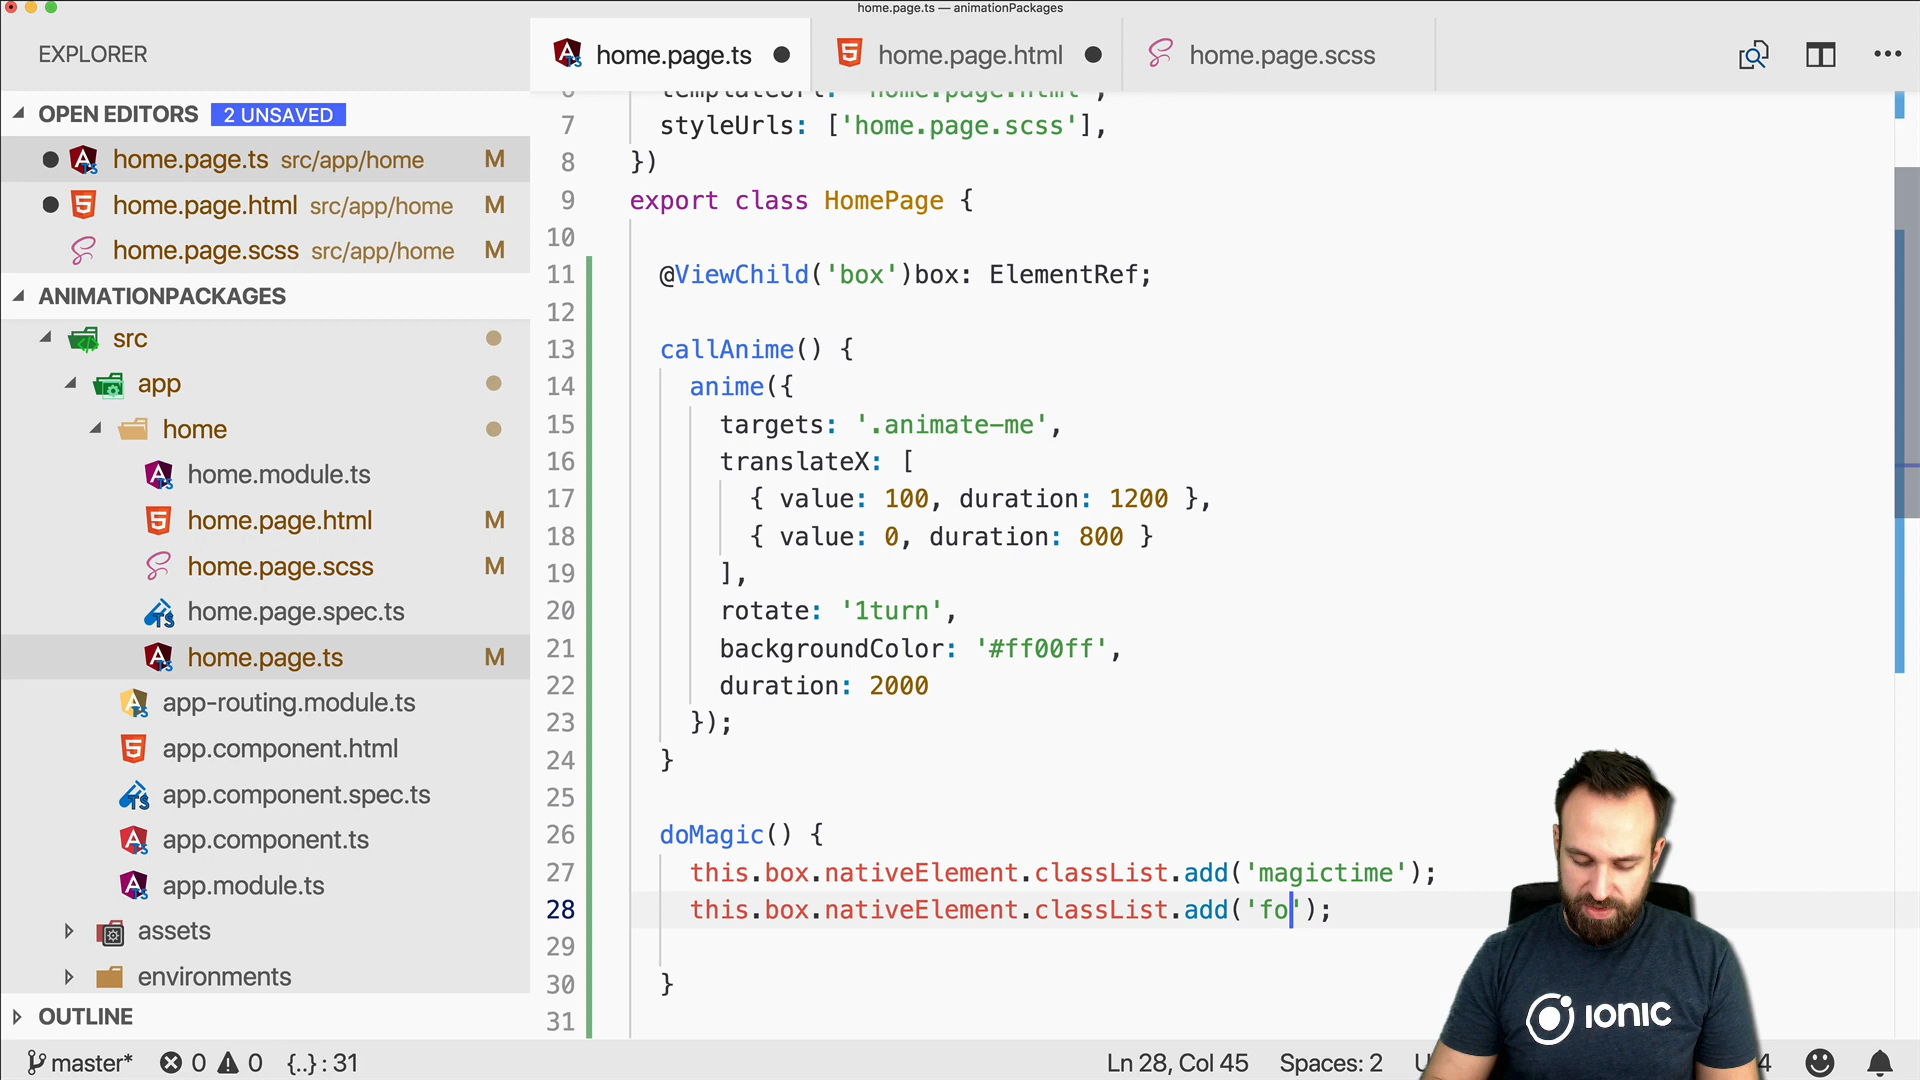 home.page.ts — animationPackages
EXPLORER
home.page.ts
home.page.html
home.page.scss
OPEN EDITORS 2 UNSAVED
home.page.ts src/app/home M
home.page.html src/app/home M
home.page.scss src/app/home M
ANIMATIONPACKAGES
src
app
home
home.module.ts
home.page.html M
home.page.scss M
home.page.spec.ts
home.page.ts M
app-routing.module.ts
app.component.html
app.component.spec.ts
app.component.ts
app.module.ts
assets
environments
OUTLINE
6 templateUrl: 'home.page.html',
7 styleUrls: ['home.page.scss'],
8 })
9 export class HomePage {
10
11 @ViewChild('box')box: ElementRef;
12
13 callAnime() {
14 anime({
15 targets: '.animate-me',
16 translateX: [
17 { value: 100, duration: 1200 },
18 { value: 0, duration: 800 }
19 ],
20 rotate: '1turn',
21 backgroundColor: '#ff00ff',
22 duration: 2000
23 });
24 }
25
26 doMagic() {
27 this.box.nativeElement.classList.add('magictime');
28 this.box.nativeElement.classList.add('fo');
29
30 }
31
IONIC
master* 0 0 {..} : 31 Ln 28, Col 45 Spaces: 2